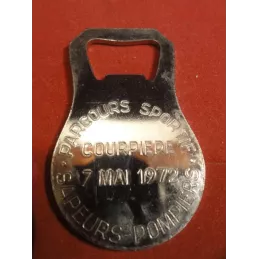 PARCOURS SPORTIF
COURPIERE
7 MAI 1972
SAPEURS-POMPIERS